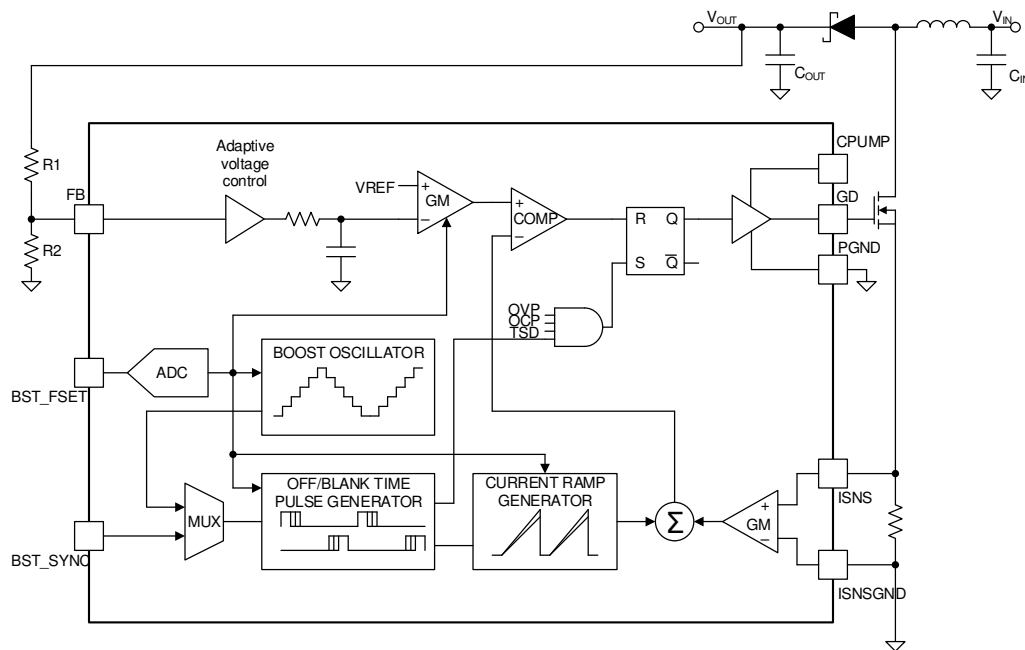 VOUT
VIN
COUT
CIN
CPUMP
Adaptive
voltage
control
R1
FB
VREF
+
GM
−
+
COMP
−
R Q
S Q̅
GD
R2
PGND
OVP
OCP
TSD
BOOST OSCILLATOR
ADC
BST_FSET
OFF/BLANK TIME
PULSE GENERATOR
CURRENT RAMP
GENERATOR
ISNS
MUX
Σ
+
GM
−
BST_SYNC
ISNSGND